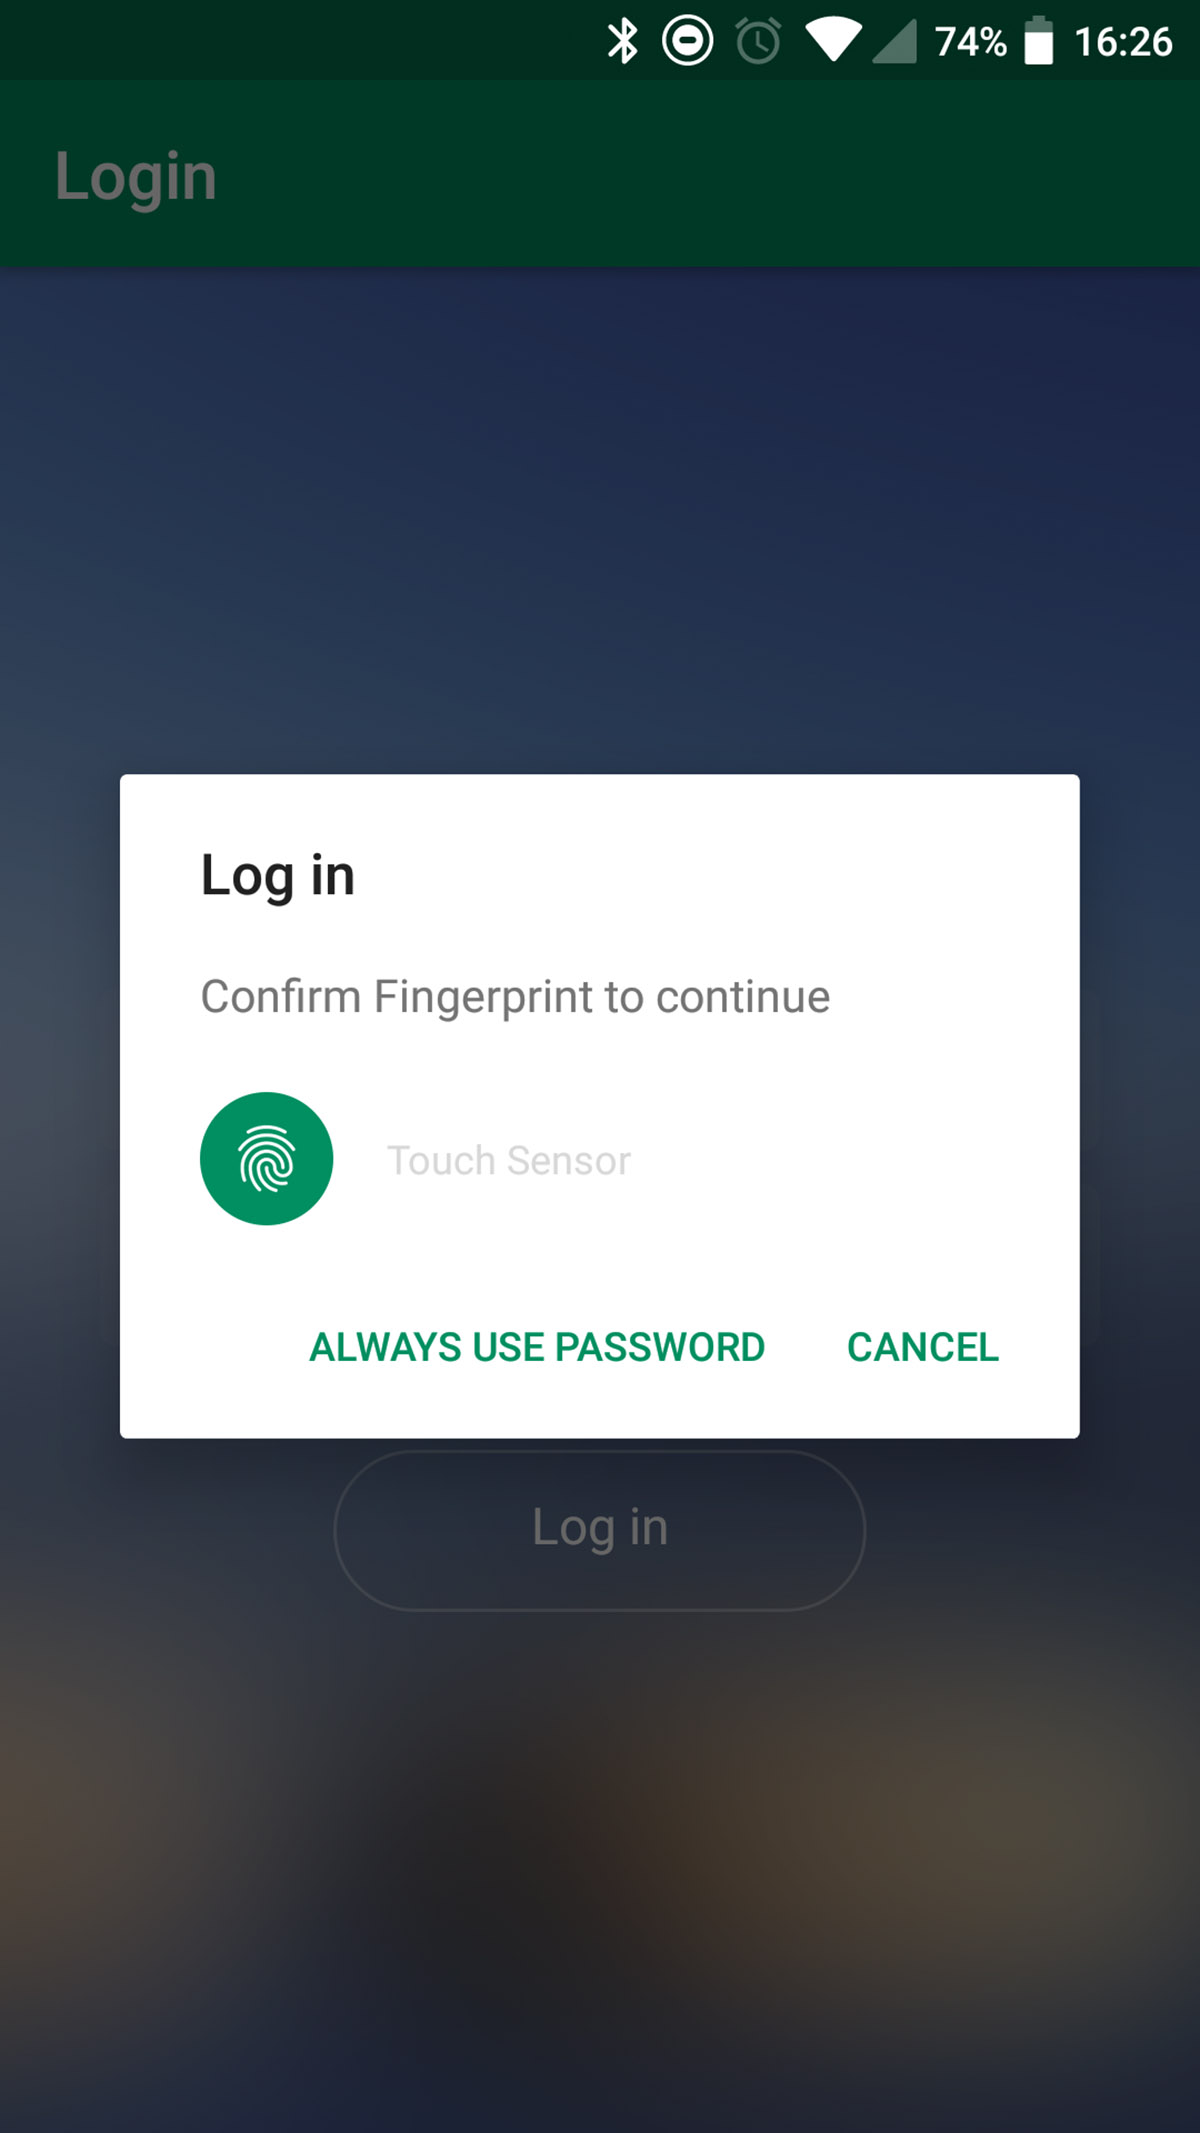 74% 16:26
Login
Log in
Confirm Fingerprint to continue
Touch Sensor
ALWAYS USE PASSWORD CANCEL
Log in